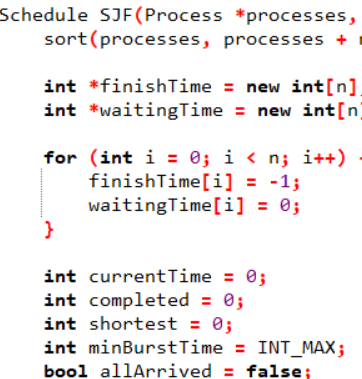 Schedule SJF(Process *processes,
sort(processes, processes +
int *finishTime = new int[n]
int *waitingTime = new int[n]
for (int i = 0; i < n; i++)
finishTime[i] = -1;
waitingTime[i] = 0;
}
int currentTime = 0;
int completed = 0;
int shortest = 0;
int minBurstTime = INT_MAX;
bool allArrived = false;